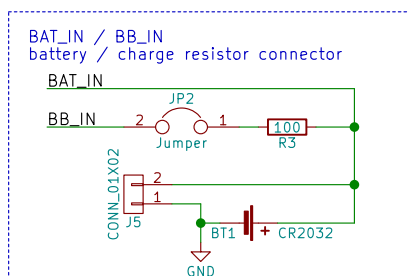 BAT_IN / BB_IN
battery / charge resistor connector
BAT_IN
JP2
BB_IN 2 1 100
Jumper R3
CONN_01X02
2
1
J5
BT1 + CR2032
GND